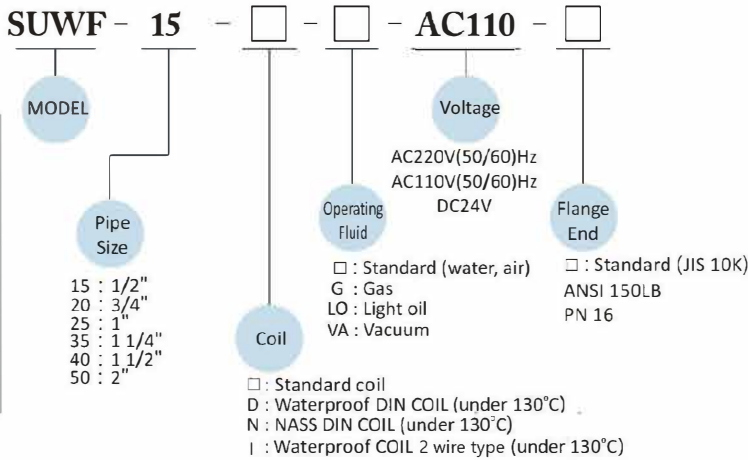 SUWF - 15 - □ - □ - AC110 - □
MODEL
Voltage
AC220V(50/60)Hz
AC110V(50/60)Hz
DC24V
Pipe
Size
15 : 1/2"
20 : 3/4"
25 : 1"
35 : 1 1/4"
40 : 1 1/2"
50 : 2"
Operating
Fluid
□ : Standard (water, air)
G : Gas
LO : Light oil
VA : Vacuum
Flange
End
□ : Standard (JIS 10K)
ANSI 150LB
PN 16
Coil
□ : Standard coil
D : Waterproof DIN COIL (under 130°C)
N : NASS DIN COIL (under 130°C)
I : Waterproof COIL 2 wire type (under 130°C)